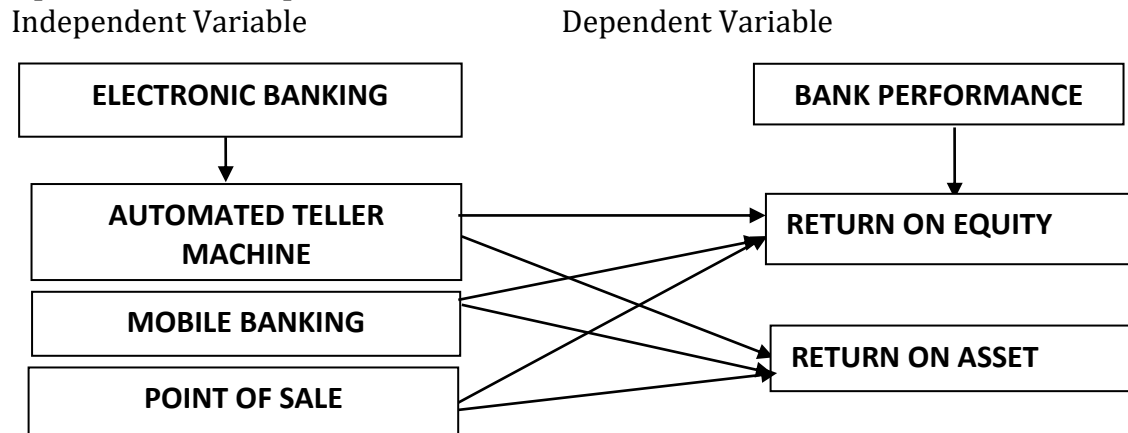 Independent Variable
Dependent Variable
ELECTRONIC BANKING
BANK PERFORMANCE
AUTOMATED TELLER
MACHINE
RETURN ON EQUITY
MOBILE BANKING
RETURN ON ASSET
POINT OF SALE